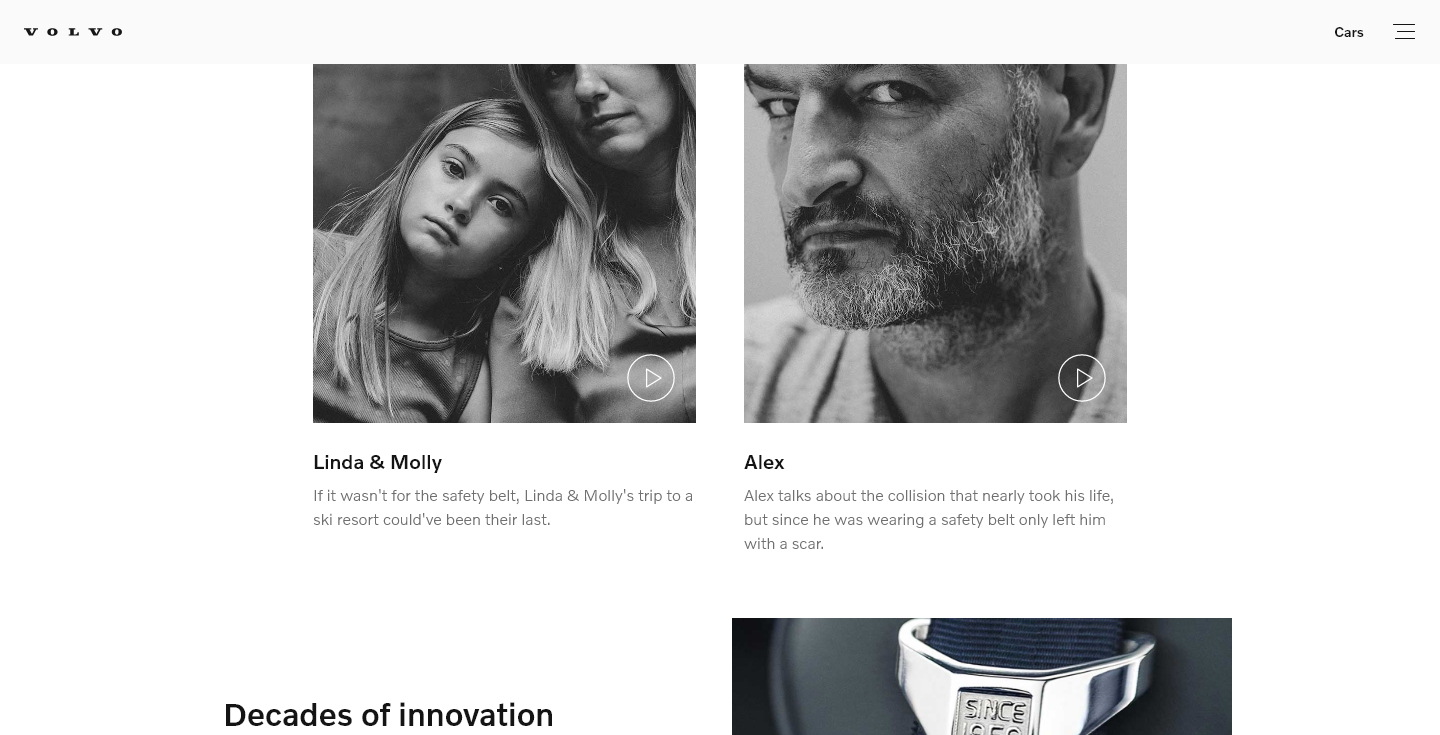 VOLVO
Cars
Linda & Molly
If it wasn't for the safety belt, Linda & Molly's trip to a
ski resort could've been their last.
Alex
Alex talks about the collision that nearly took his life,
but since he was wearing a safety belt only left him
with a scar.
Decades of innovation
SINCE